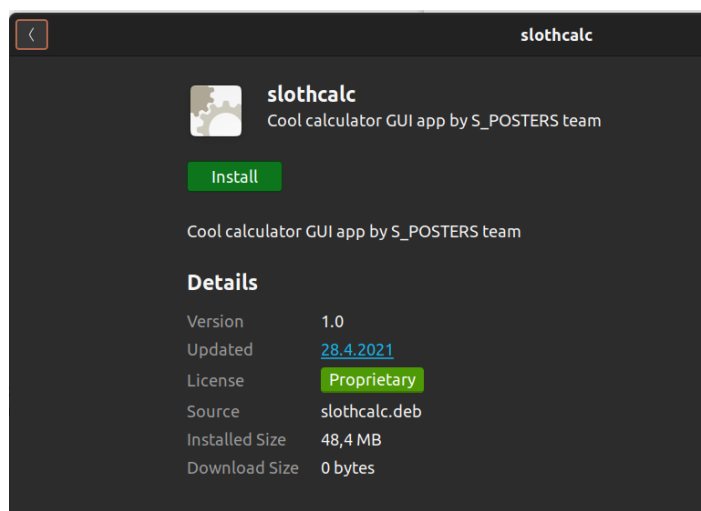 slothcalc
slothcalc
Cool calculator GUI app by S_POSTERS team
Install
Cool calculator GUI app by S_POSTERS team
Details
Version 1.0
Updated 28.4.2021
License Proprietary
Source slothcalc.deb
Installed Size 48,4 MB
Download Size 0 bytes